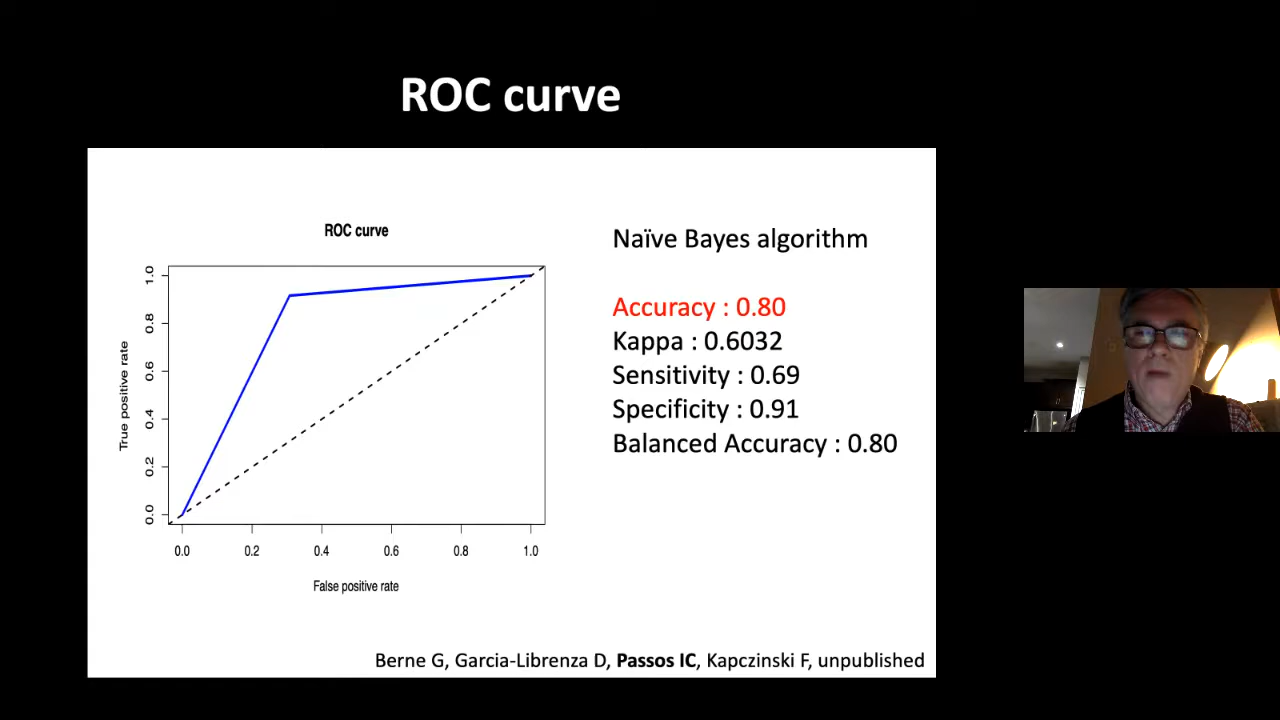 ROC curve
ROC curve
True positive rate
1.0
0.8
0.6
0.4
0.2
0.0
0.0 0.2 0.4 0.6 0.8 1.0
False positive rate
Naïve Bayes algorithm
Accuracy : 0.80
Kappa : 0.6032
Sensitivity : 0.69
Specificity : 0.91
Balanced Accuracy : 0.80
Berne G, Garcia-Librenza D, Passos IC, Kapczinski F, unpublished